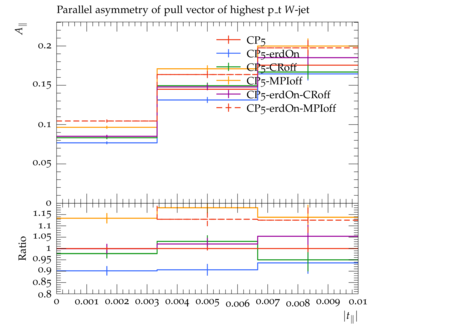 Parallel asymmetry of pull vector of highest p_t W-jet
A∥
CP5
CP5-erdOn
CP5-CRoff
CP5-MPIoff
CP5-erdOn-CRoff
CP5-erdOn-MPIoff
0.2
0.15
0.1
0.05
0
Ratio
1.15
1.1
1.05
1
0.95
0.9
0.85
0.8
0 0.001 0.002 0.003 0.004 0.005 0.006 0.007 0.008 0.009 0.01
|t∥|